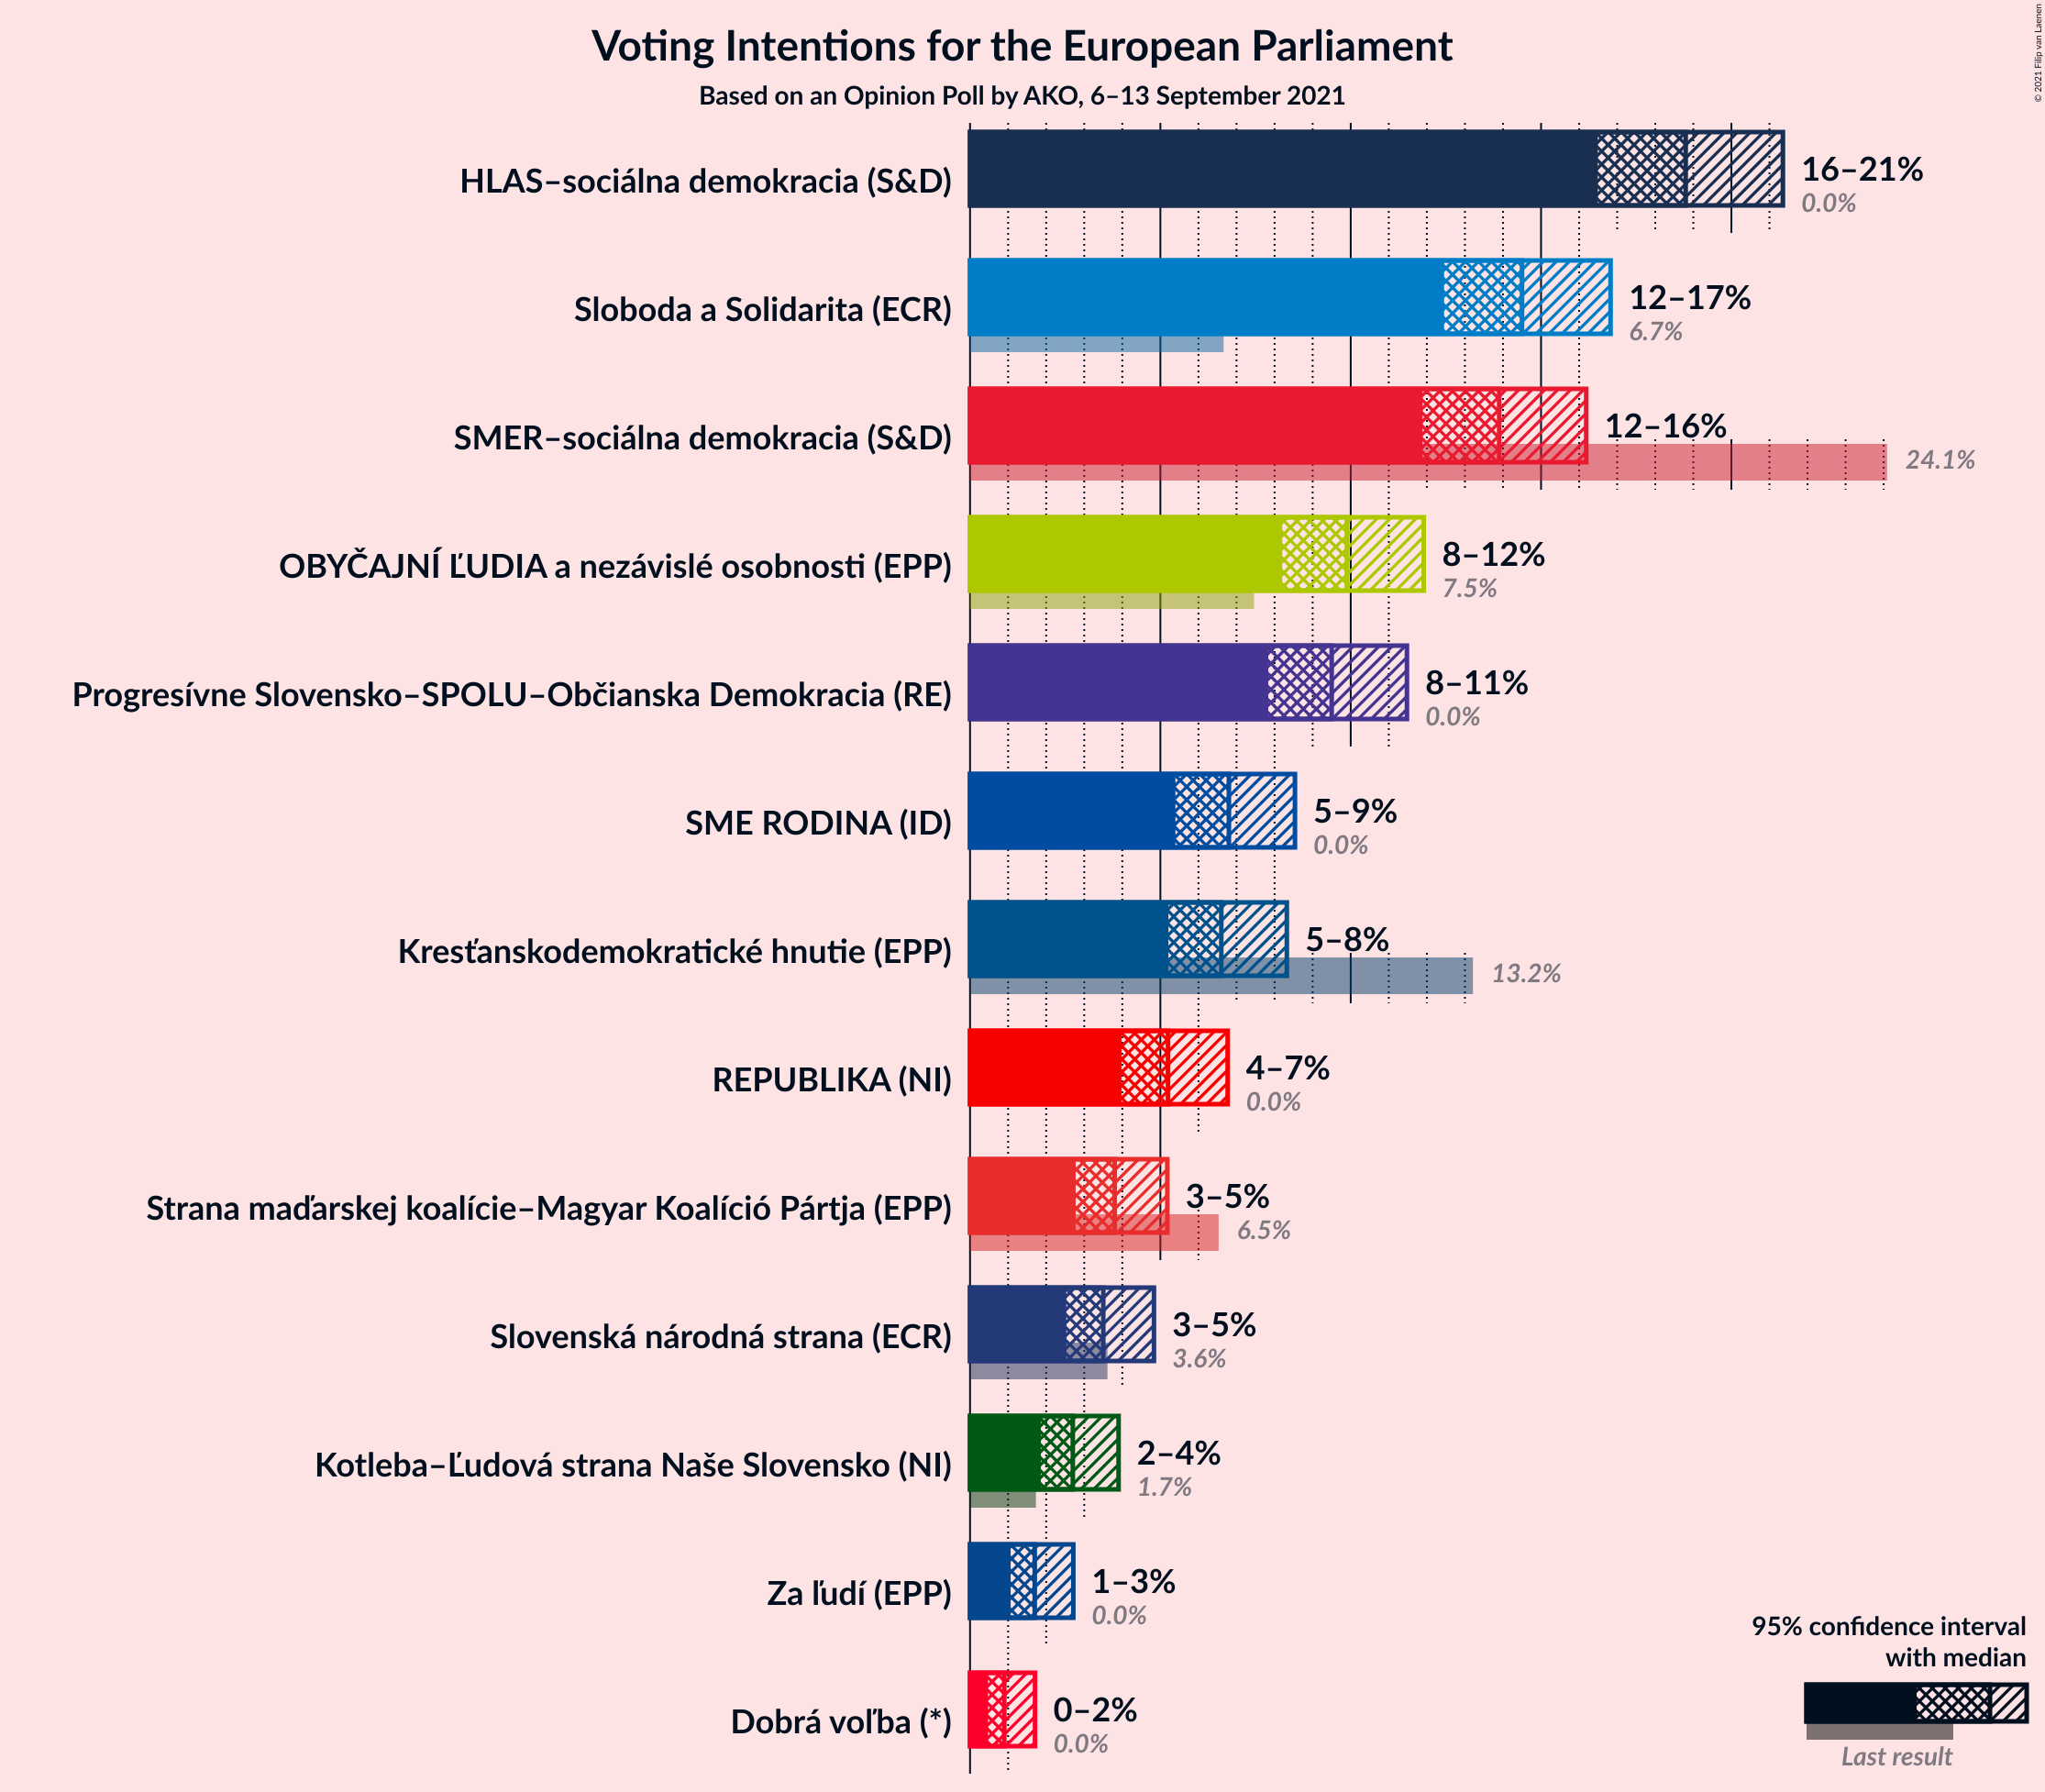 Voting Intentions for the European Parliament
Based on an Opinion Poll by AKO, 6–13 September 2021
© 2021 Filip van Laenen
HLAS–sociálna demokracia (S&D)
16–21%
0.0%
Sloboda a Solidarita (ECR)
12–17%
6.7%
SMER–sociálna demokracia (S&D)
12–16%
24.1%
OBYČAJNÍ ĽUDIA a nezávislé osobnosti (EPP)
8–12%
7.5%
Progresívne Slovensko–SPOLU–Občianska Demokracia (RE)
8–11%
0.0%
SME RODINA (ID)
5–9%
0.0%
Kresťanskodemokratické hnutie (EPP)
5–8%
13.2%
REPUBLIKA (NI)
4–7%
0.0%
Strana maďarskej koalície–Magyar Koalíció Pártja (EPP)
3–5%
6.5%
Slovenská národná strana (ECR)
3–5%
3.6%
Kotleba–Ľudová strana Naše Slovensko (NI)
2–4%
1.7%
Za ľudí (EPP)
1–3%
0.0%
Dobrá voľba (*)
0–2%
0.0%
95% confidence interval
with median
Last result